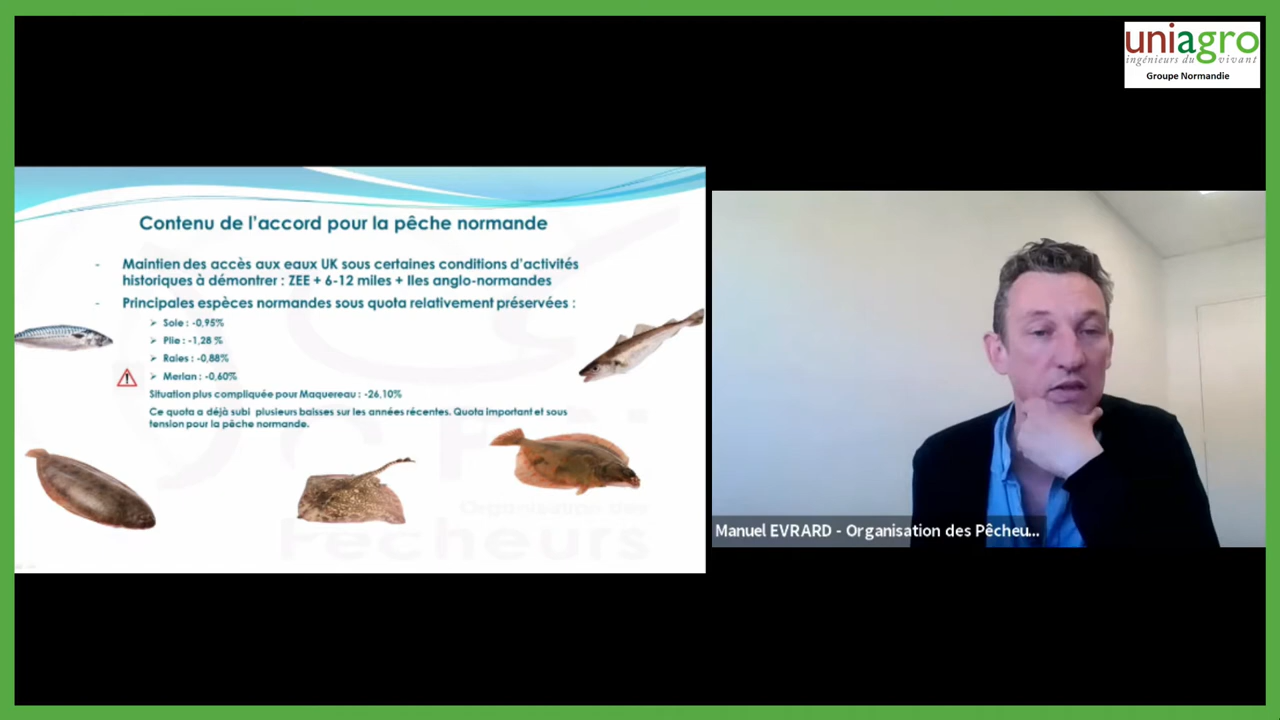 uniagro
ingénieurs du vivant
Groupe Normandie
Contenu de l'accord pour la pêche normande
- Maintien des accès aux eaux UK sous certaines conditions d'activités
historiques à démontrer : ZEE + 6-12 miles + Iles anglo-normandes
- Principales espèces normandes sous quota relativement préservées :
➢ Sole : -0,95%
➢ Plie : -1,28 %
➢ Raies : -0,88%
➢ Merlan : -0,60%
Situation plus compliquée pour Maquereau : -26,10%
Ce quota a déjà subi plusieurs baisses sur les années récentes. Quota important et sous
tension pour la pêche normande.
Organisation des
Pêcheurs
Manuel EVRARD - Organisation des Pêcheu...